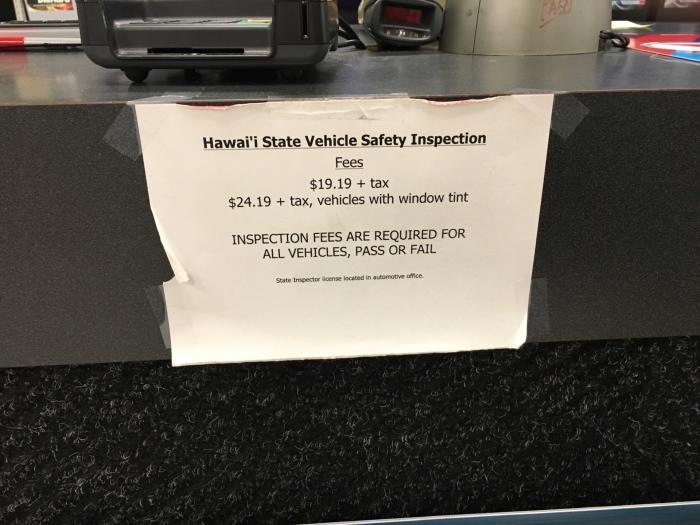 Hawai'i State Vehicle Safety Inspection
Fees
$19.19 + tax
$24.19 + tax, vehicles with window tint
INSPECTION FEES ARE REQUIRED FOR
ALL VEHICLES, PASS OR FAIL
State Inspector license located in automotive office.